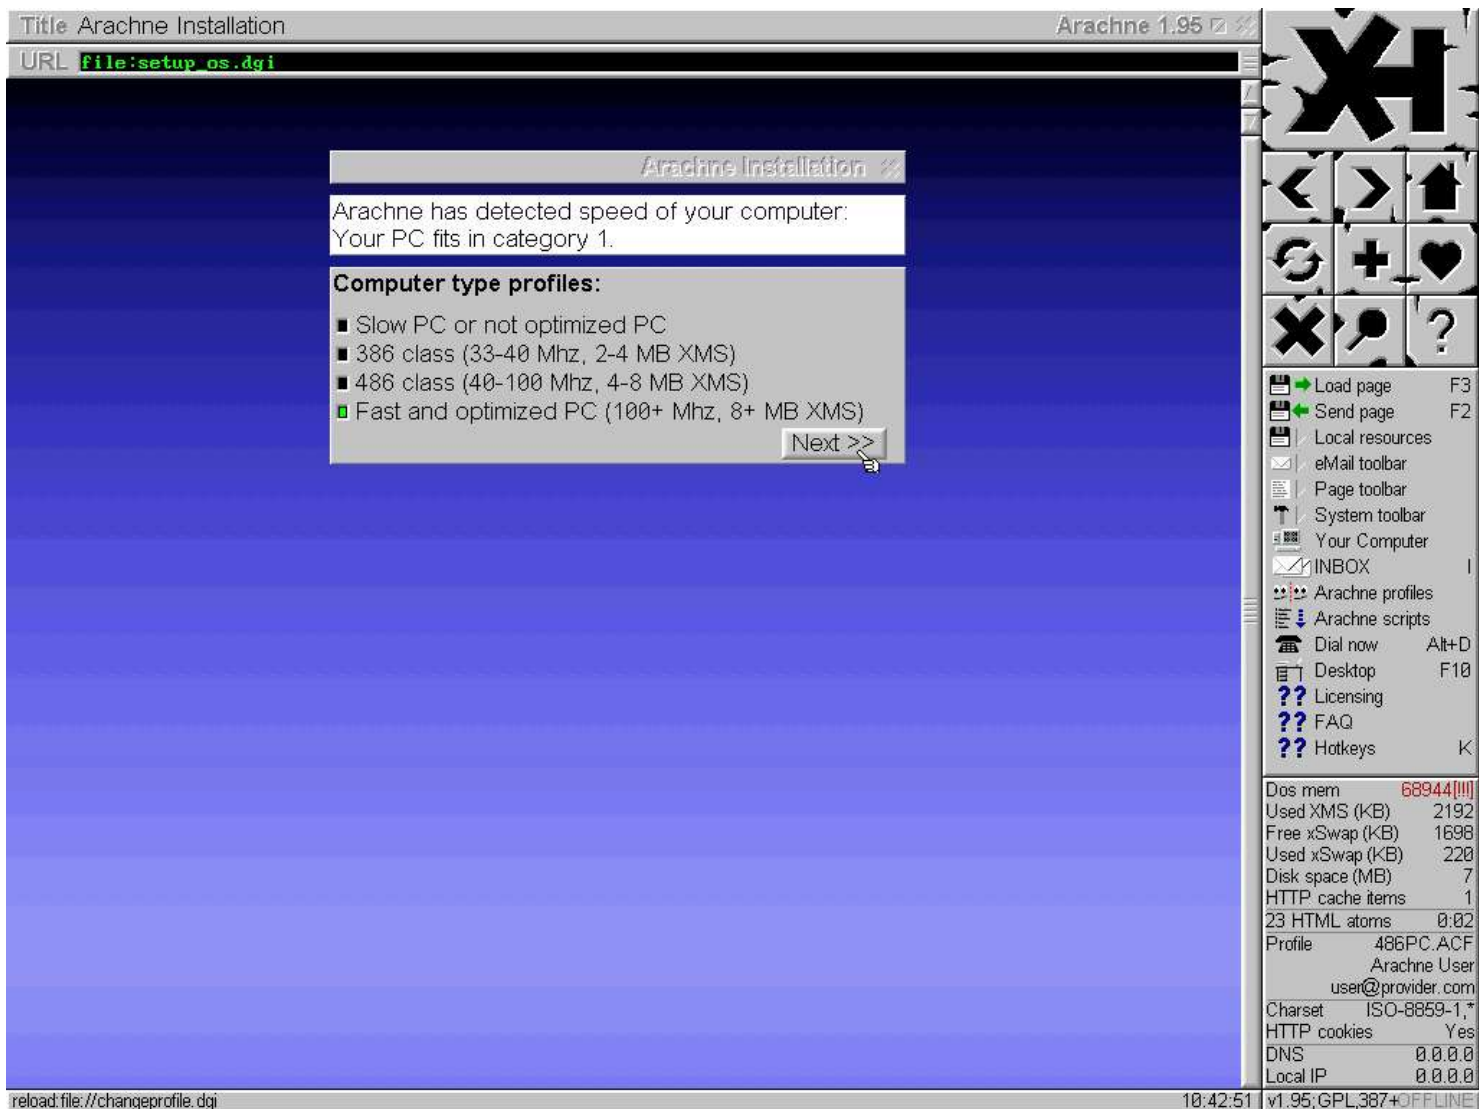 Title Arachne Installation
Arachne 1.95
URL file:setup_os.dgi
Arachne Installation
Arachne has detected speed of your computer:
Your PC fits in category 1.
Computer type profiles:
Slow PC or not optimized PC
386 class (33-40 Mhz, 2-4 MB XMS)
486 class (40-100 Mhz, 4-8 MB XMS)
Fast and optimized PC (100+ Mhz, 8+ MB XMS)
Next >>
Load page F3
Send page F2
Local resources
eMail toolbar
Page toolbar
System toolbar
Your Computer
INBOX I
Arachne profiles
Arachne scripts
Dial now Alt+D
Desktop F10
?? Licensing
?? FAQ
?? Hotkeys K
Dos mem 68944[!!!]
Used XMS (KB) 2192
Free xSwap (KB) 1698
Used xSwap (KB) 220
Disk space (MB) 7
HTTP cache items 1
23 HTML atoms 0:02
Profile 486PC.ACF
Arachne User
user@provider.com
Charset ISO-8859-1,*
HTTP cookies Yes
DNS 0.0.0.0
Local IP 0.0.0.0
reload:file://changeprofile.dgi
10:42:51
v1.95;GPL,387+OFFLINE